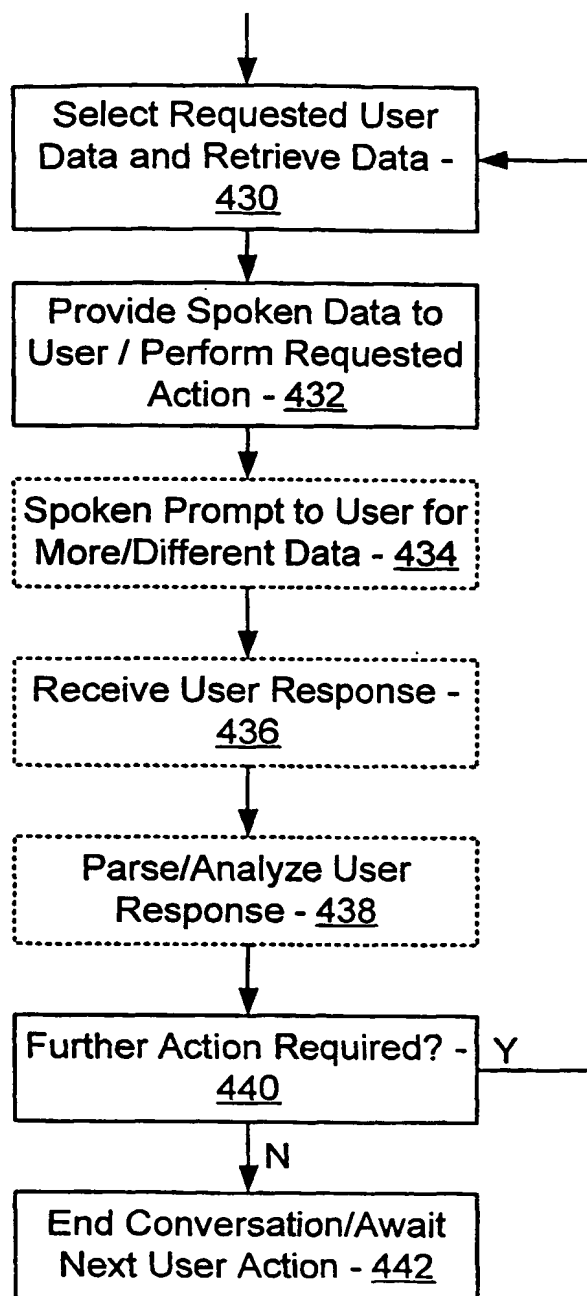 Select Requested User
Data and Retrieve Data -
430
Provide Spoken Data to
User / Perform Requested
Action - 432
Spoken Prompt to User for
More/Different Data - 434
Receive User Response -
436
Parse/Analyze User
Response - 438
Further Action Required? -
440
Y
N
End Conversation/Await
Next User Action - 442